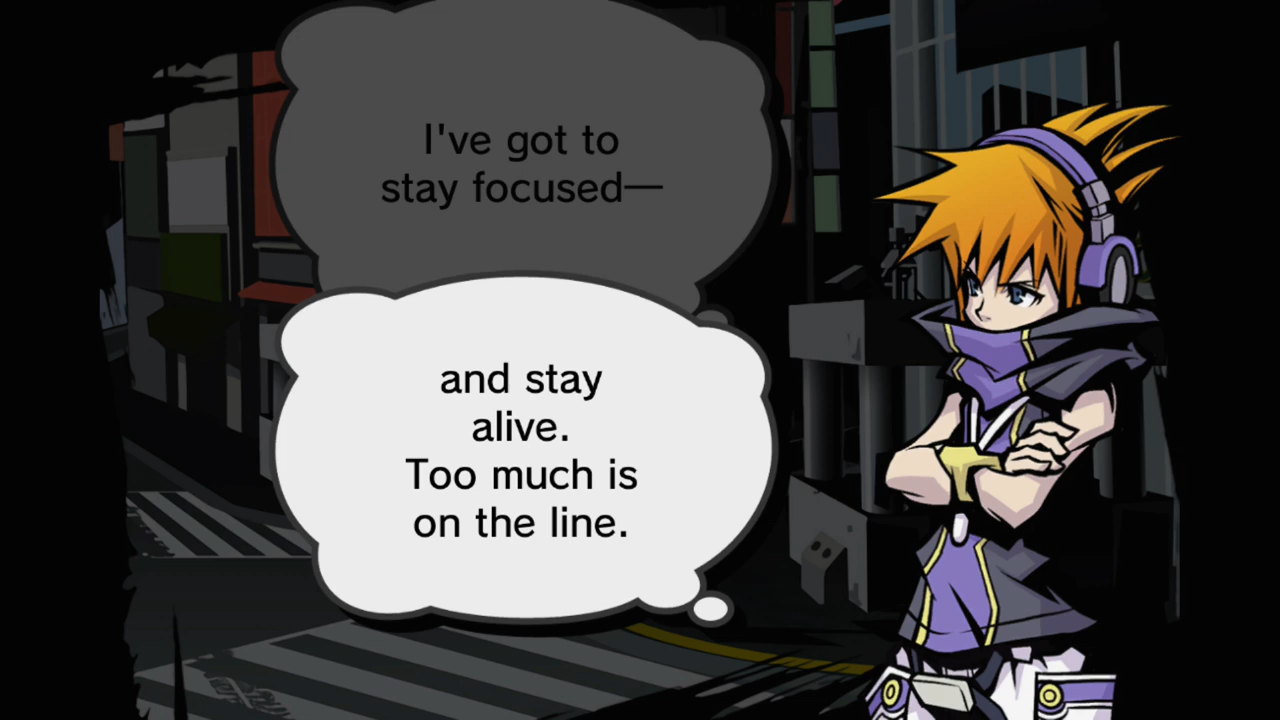 I've got to
stay focused—
and stay
alive.
Too much is
on the line.